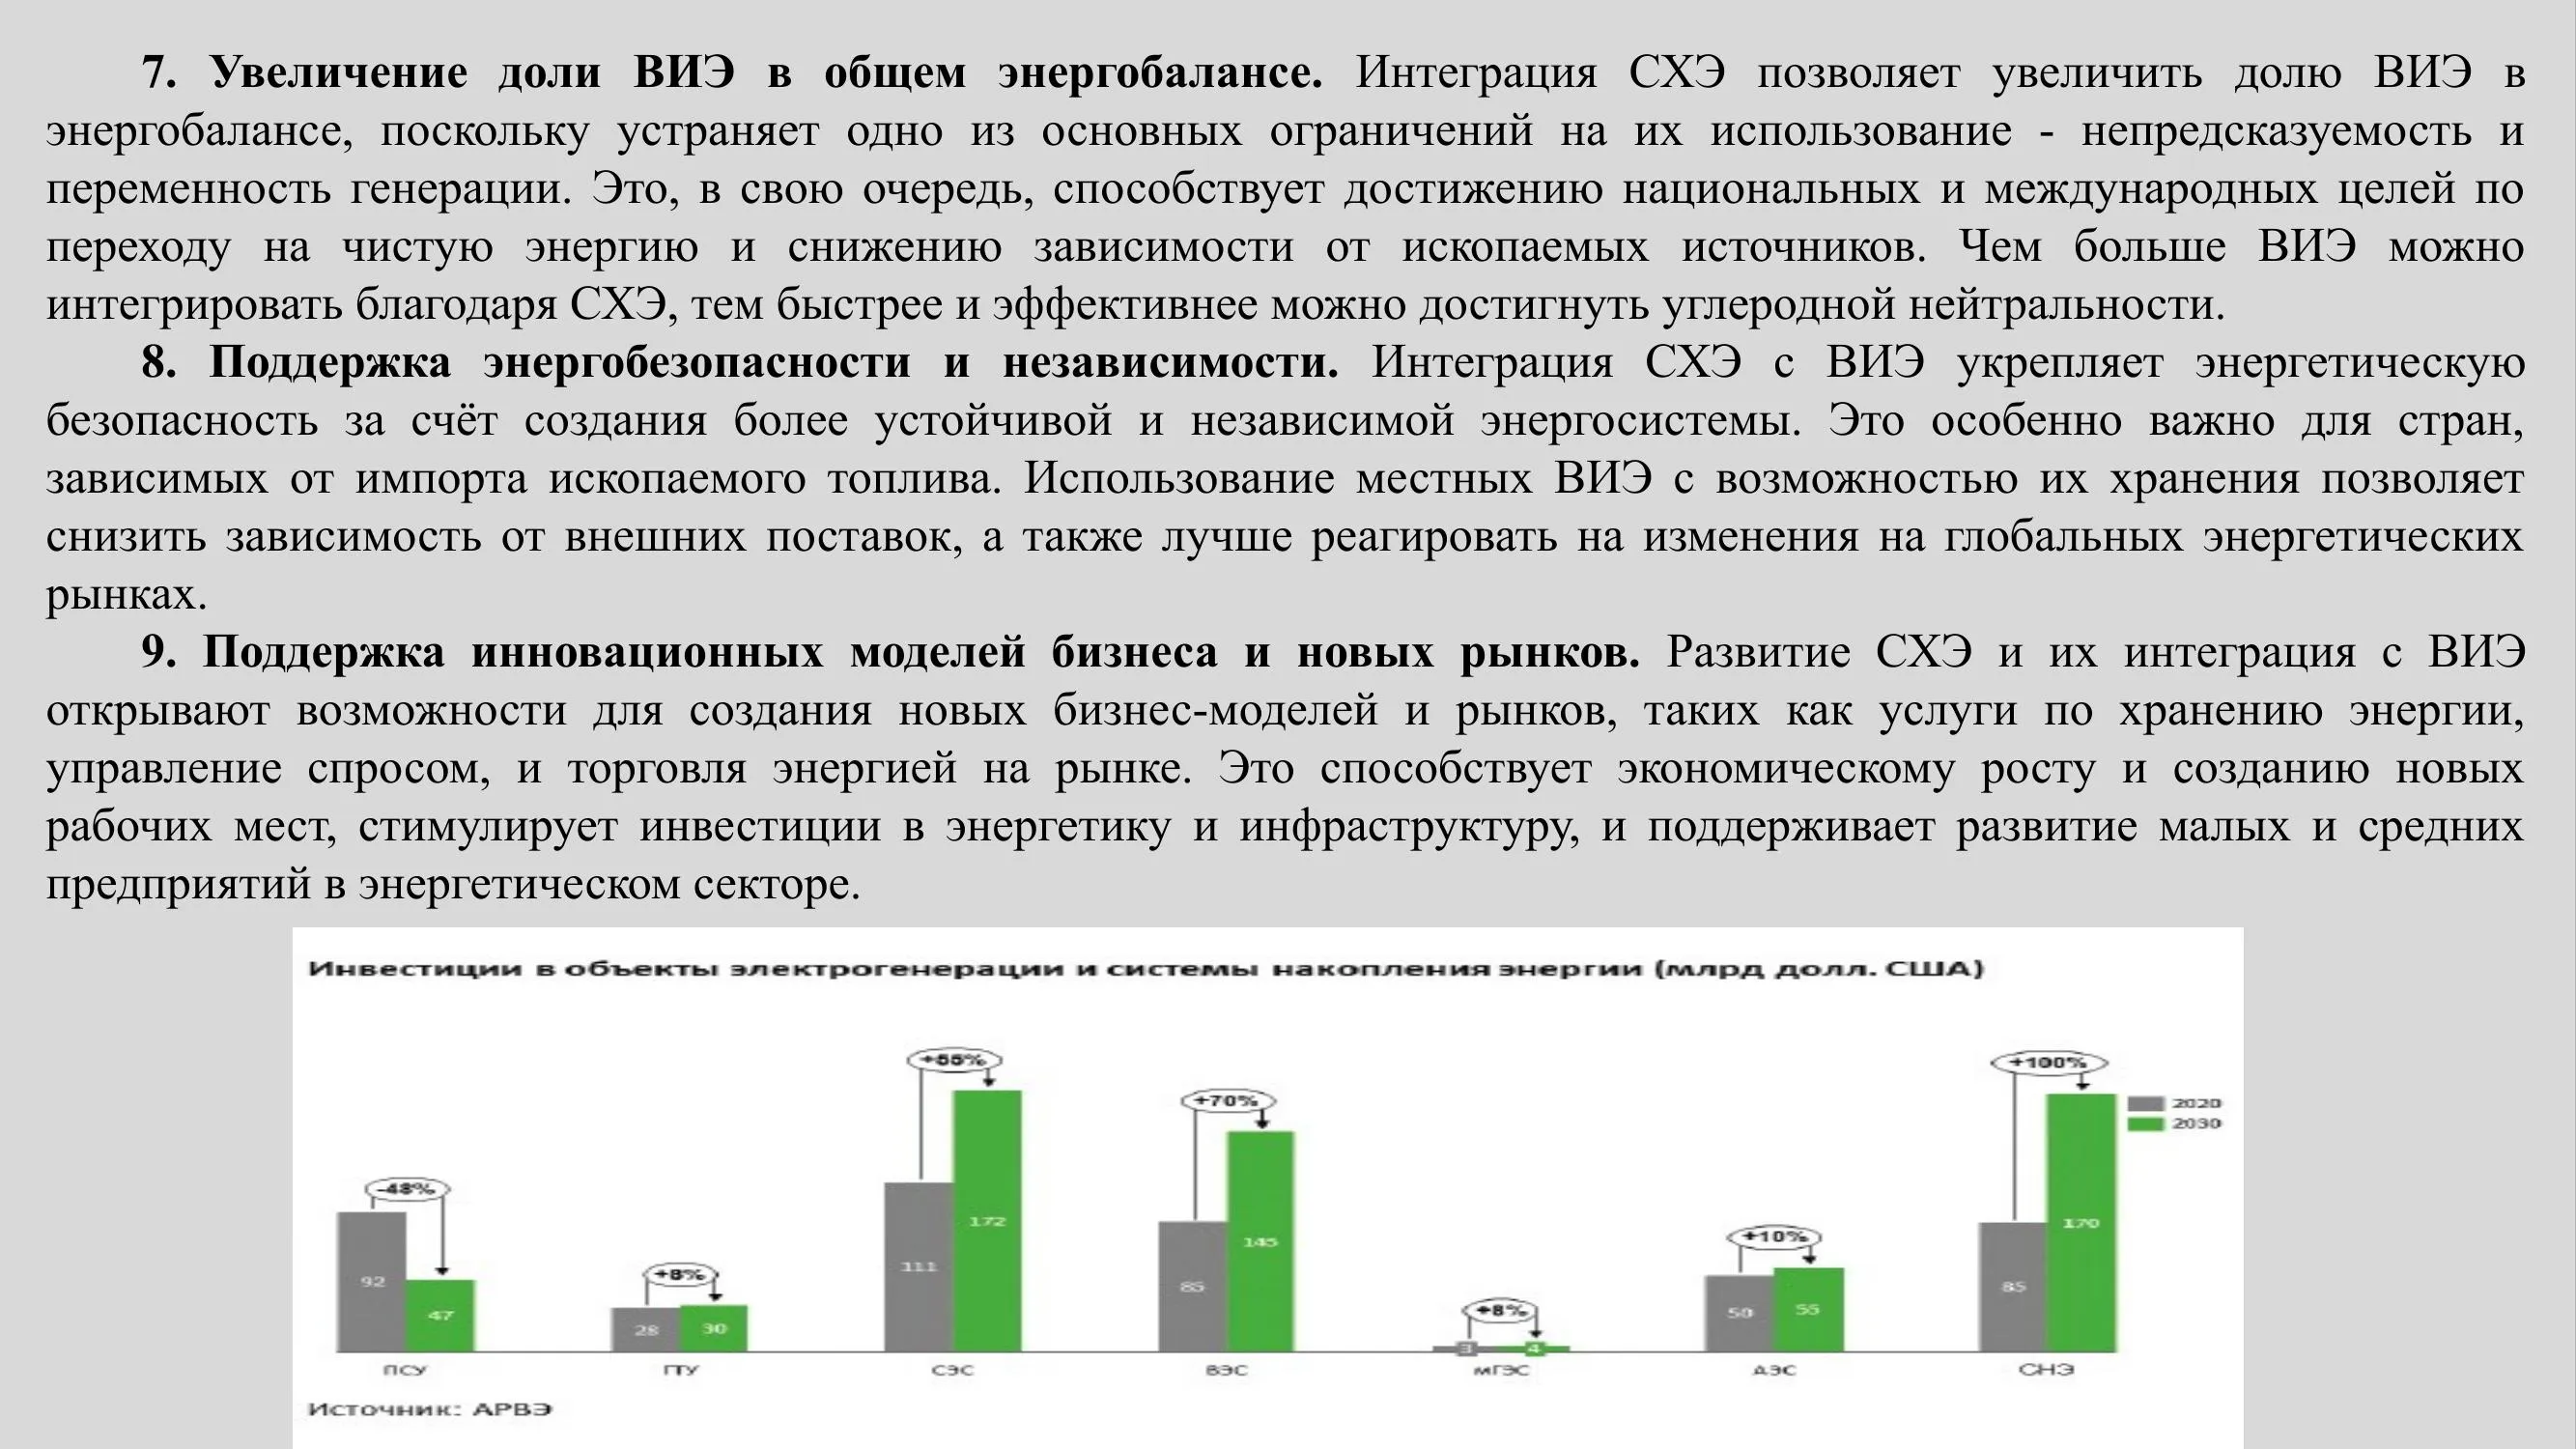 7. Увеличение доли ВИЭ в общем энергобалансе. Интеграция СХЭ позволяет увеличить долю ВИЭ в
энергобалансе, поскольку устраняет одно из основных ограничений на их использование - непредсказуемость и
переменность генерации. Это, в свою очередь, способствует достижению национальных и международных целей по
переходу на чистую энергию и снижению зависимости от ископаемых источников. Чем больше ВИЭ можно
интегрировать благодаря СХЭ, тем быстрее и эффективнее можно достигнуть углеродной нейтральности.
8. Поддержка энергобезопасности и независимости. Интеграция СХЭ с ВИЭ укрепляет энергетическую
безопасность за счёт создания более устойчивой и независимой энергосистемы. Это особенно важно для стран,
зависимых от импорта ископаемого топлива. Использование местных ВИЭ с возможностью их хранения позволяет
снизить зависимость от внешних поставок, а также лучше реагировать на изменения на глобальных энергетических
рынках.
9. Поддержка инновационных моделей бизнеса и новых рынков. Развитие СХЭ и их интеграция с ВИЭ
открывают возможности для создания новых бизнес-моделей и рынков, таких как услуги по хранению энергии,
управление спросом, и торговля энергией на рынке. Это способствует экономическому росту и созданию новых
рабочих мест, стимулирует инвестиции в энергетику и инфраструктуру, и поддерживает развитие малых и средних
предприятий в энергетическом секторе.
Инвестиции в объекты электрогенерации и системы накопления энергии (млрд долл. США)
+55% +100%
+70% 2020
2030
-48%
172 170
145
+10%
111
+8%
92 85 85
+8%
47 28 30 50 55
3 4
ПСУ ГТУ СЭС ВЭС мГЭС АЭС СНЭ
Источник: АРВЭ